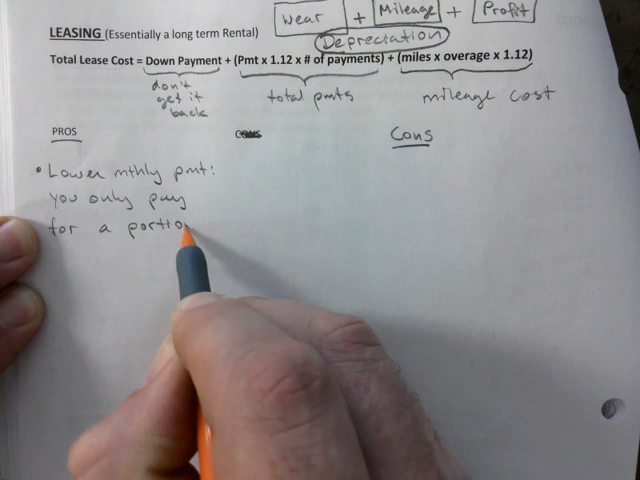 Wear + Mileage + Profit
Depreciation
LEASING (Essentially a long term Rental)
Total Lease Cost = Down Payment + (Pmt x 1.12 x # of payments) + (miles x overage x 1.12)
don't
get it
back
total pmts
mileage cost
PROS
Cons
• Lower mthly pmt:
you only pay
for a portio